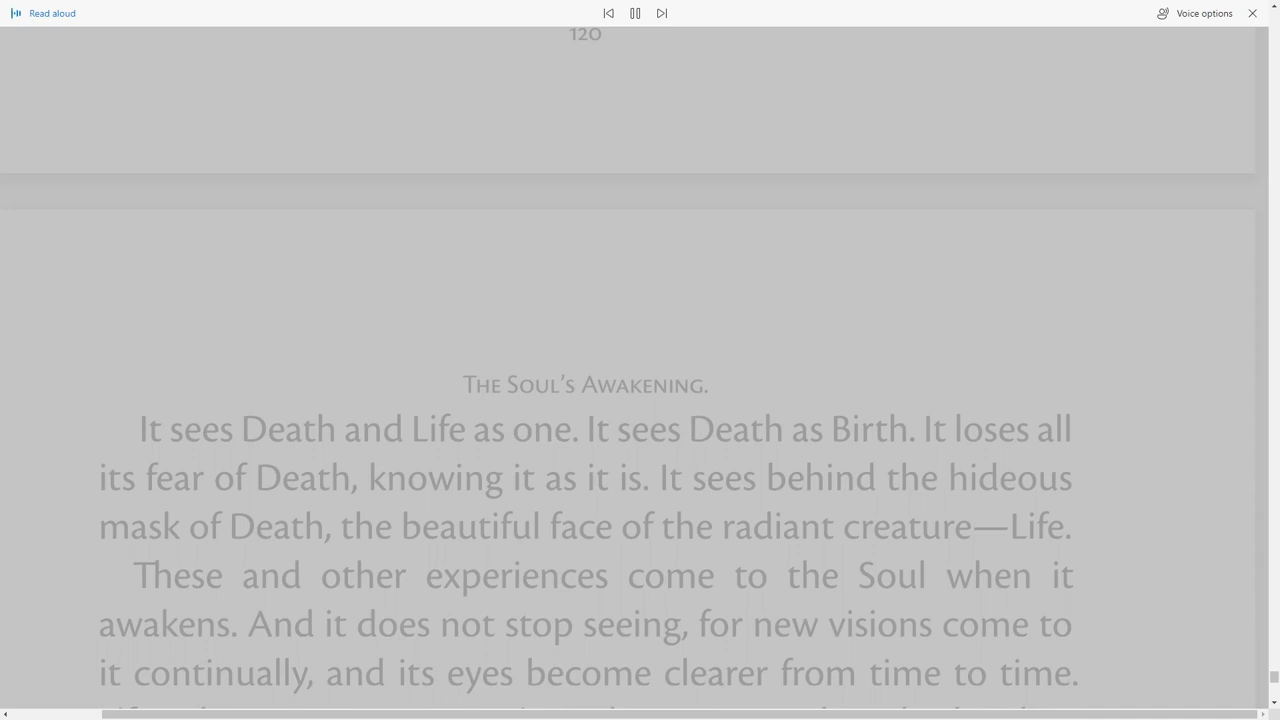 Read aloud
Voice options
120
The Soul’s Awakening.
It sees Death and Life as one. It sees Death as Birth. It loses all
its fear of Death, knowing it as it is. It sees behind the hideous
mask of Death, the beautiful face of the radiant creature—Life.
These and other experiences come to the Soul when it
awakens. And it does not stop seeing, for new visions come to
it continually, and its eyes become clearer from time to time.